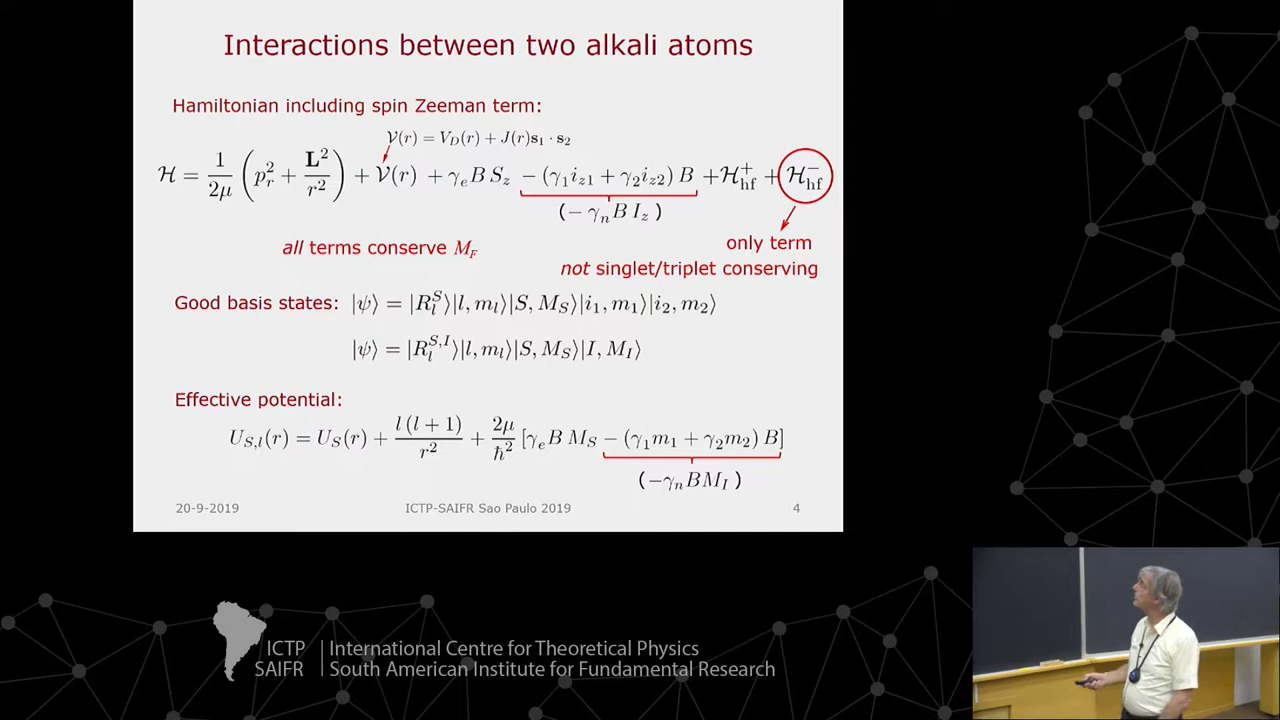 Interactions between two alkali atoms
Hamiltonian including spin Zeeman term:
𝒱(r) = V_D(r) + J(r)s₁ · s₂
ℋ = 1/2μ (p_r² + L²/r²) + 𝒱(r) + γ_e B S_z − (γ₁i_z1 + γ₂i_z2) B + ℋ_hf⁺ + ℋ_hf⁻
(− γ_n B I_z )
all terms conserve M_F
only term
not singlet/triplet conserving
Good basis states: |ψ⟩ = |R_l^S⟩|l, m_l⟩|S, M_S⟩|i₁, m₁⟩|i₂, m₂⟩
|ψ⟩ = |R_l^{S,I}⟩|l, m_l⟩|S, M_S⟩|I, M_I⟩
Effective potential:
U_{S,l}(r) = U_S(r) + l(l+1)/r² + 2μ/ℏ² [γ_e B M_S − (γ₁m₁ + γ₂m₂) B]
(−γ_n B M_I )
20-9-2019 ICTP-SAIFR Sao Paulo 2019 4
ICTP | International Centre for Theoretical Physics
SAIFR | South American Institute for Fundamental Research